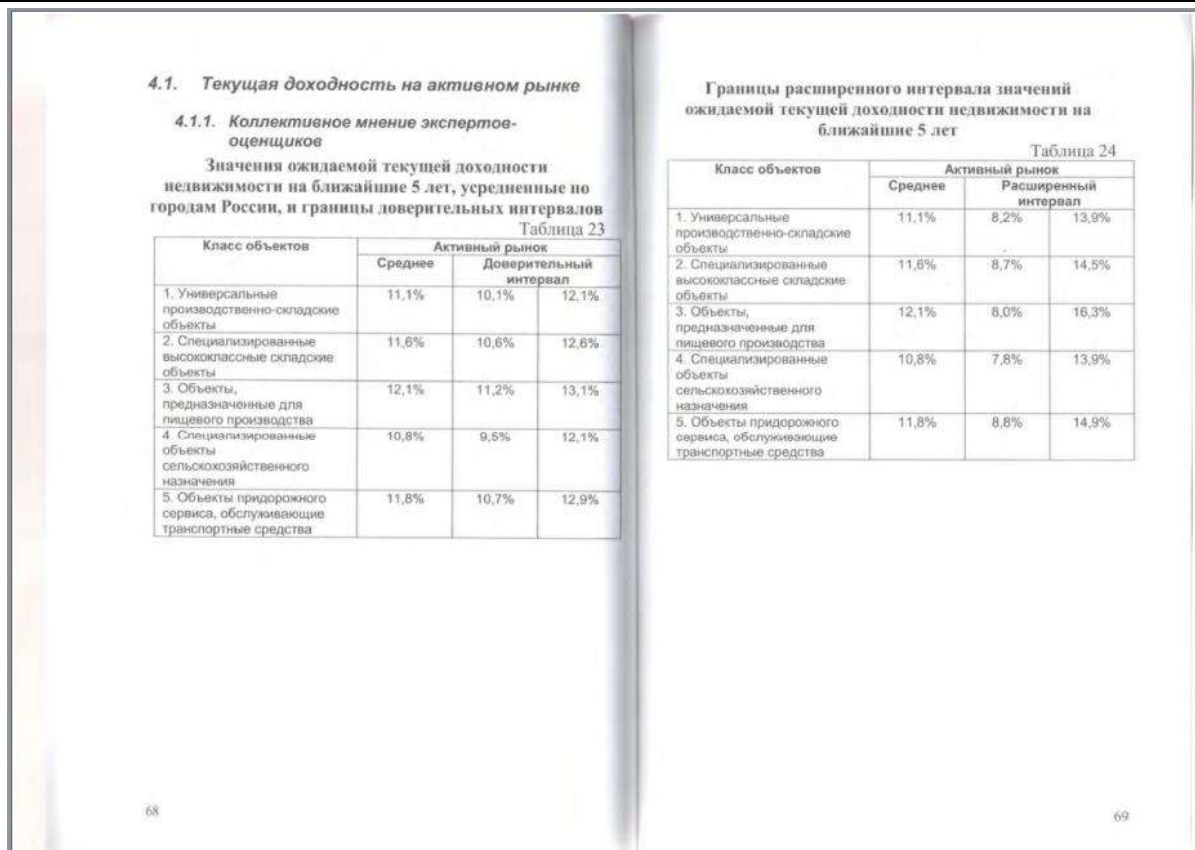 4.1. Текущая доходность на активном рынке
4.1.1. Коллективное мнение экспертов-
оценщиков
Значения ожидаемой текущей доходности
недвижимости на ближайшие 5 лет, усредненные по
городам России, и границы доверительных интервалов
Таблица 23
Класс объектов Активный рынок
Среднее Доверительный
интервал
1. Универсальные 11,1% 10,1% 12,1%
производственно-складские
объекты
2. Специализированные 11,6% 10,6% 12,6%
высококлассные складские
объекты
3. Объекты, 12,1% 11,2% 13,1%
предназначенные для
пищевого производства
4. Специализированные 10,8% 9,5% 12,1%
объекты
сельскохозяйственного
назначения
5. Объекты придорожного 11,8% 10,7% 12,9%
сервиса, обслуживающие
транспортные средства
68
Границы расширенного интервала значений
ожидаемой текущей доходности недвижимости на
ближайшие 5 лет
Таблица 24
Класс объектов Активный рынок
Среднее Расширенный
интервал
1. Универсальные 11,1% 8,2% 13,9%
производственно-складские
объекты
2. Специализированные 11,6% 8,7% 14,5%
высококлассные складские
объекты
3. Объекты, 12,1% 8,0% 16,3%
предназначенные для
пищевого производства
4. Специализированные 10,8% 7,8% 13,9%
объекты
сельскохозяйственного
назначения
5. Объекты придорожного 11,8% 8,8% 14,9%
сервиса, обслуживающие
транспортные средства
69